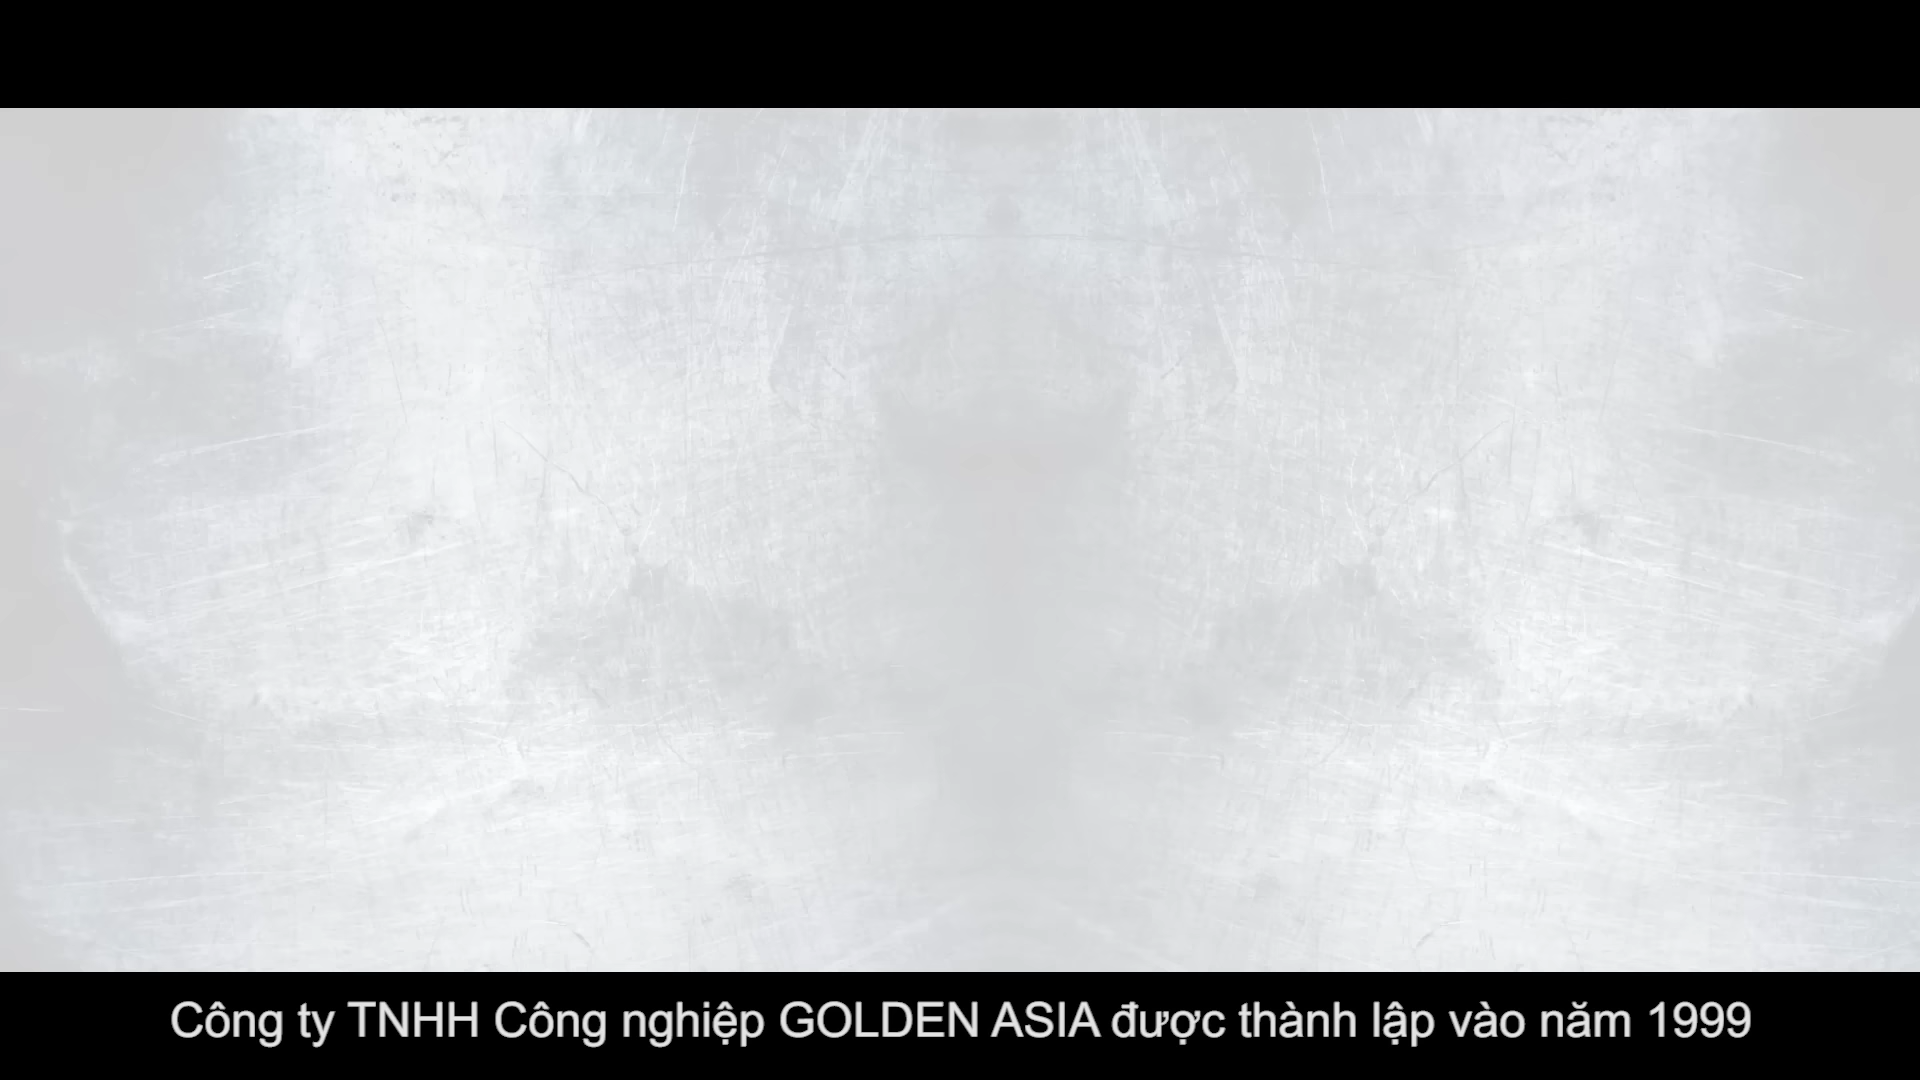 Công ty TNHH Công nghiệp GOLDEN ASIA được thành lập vào năm 1999